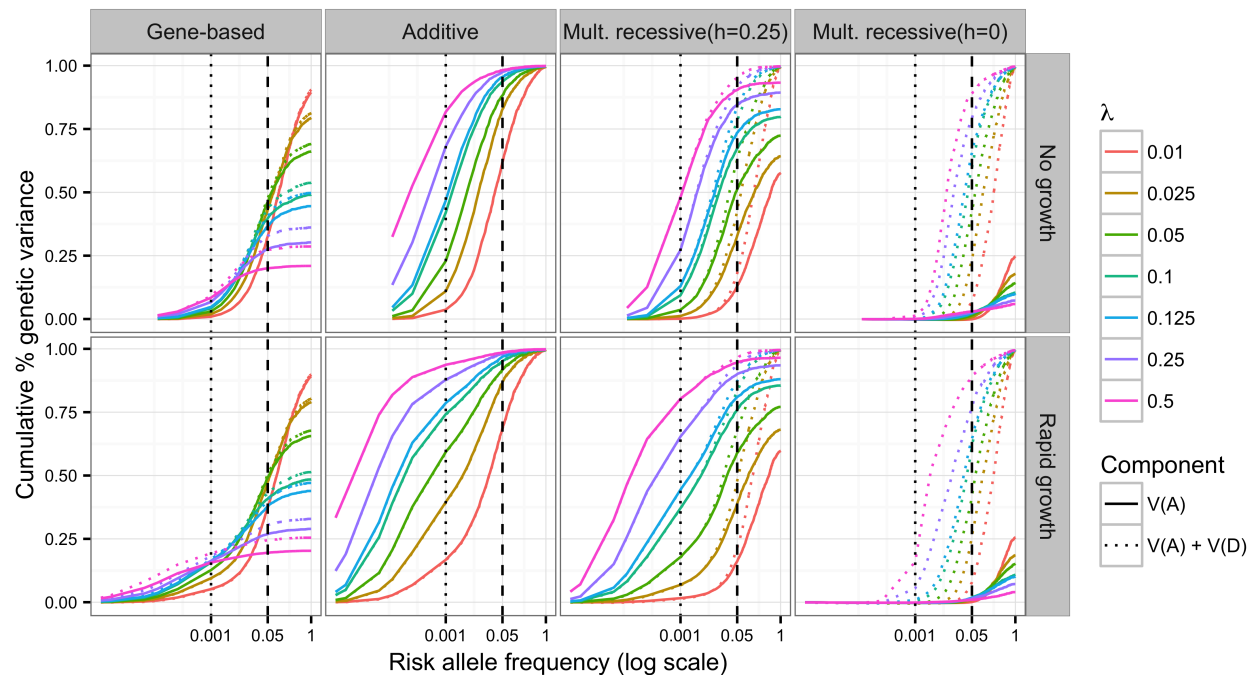 Gene-based
Additive
Mult. recessive(h=0.25)
Mult. recessive(h=0)
Cumulative % genetic variance
1.00
0.75
0.50
0.25
0.00
No growth
1.00
0.75
0.50
0.25
0.00
Rapid growth
0.001 0.05 1
0.001 0.05 1
0.001 0.05 1
0.001 0.05 1
Risk allele frequency (log scale)
λ
0.01
0.025
0.05
0.1
0.125
0.25
0.5
Component
V(A)
V(A) + V(D)